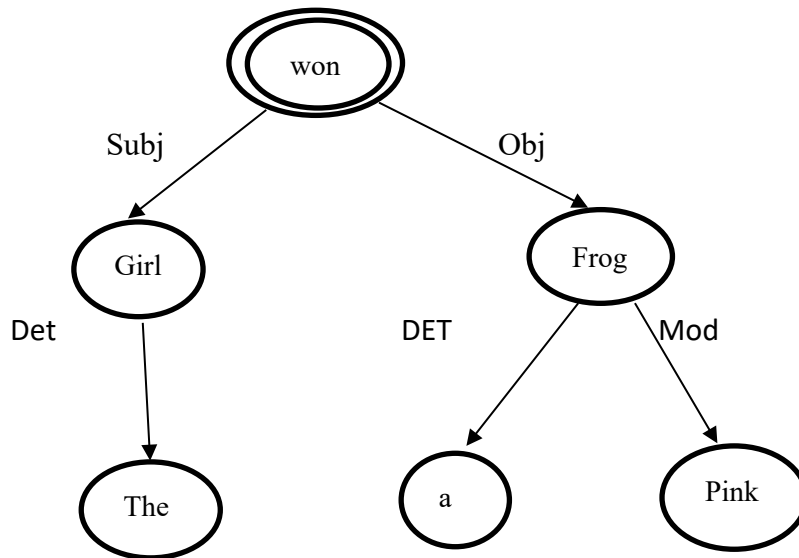 won
Subj
Obj
Girl
Frog
Det
DET
Mod
The
a
Pink